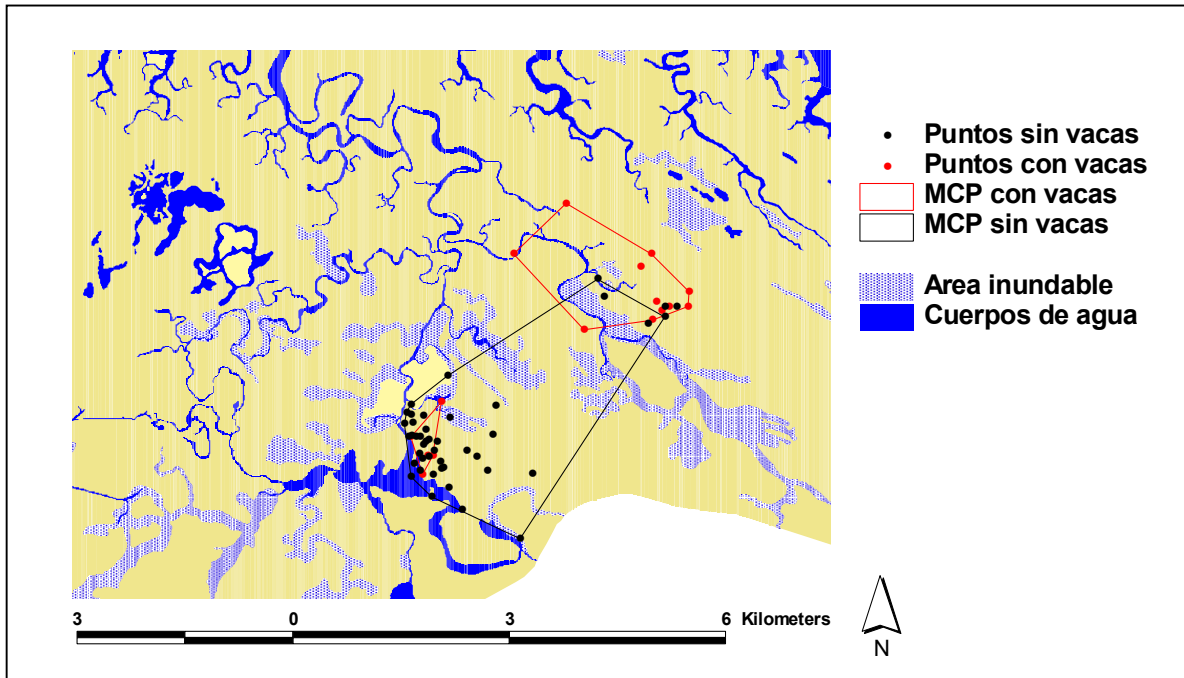 Puntos sin vacas
Puntos con vacas
MCP con vacas
MCP sin vacas
Area inundable
Cuerpos de agua
3 0 3 6 Kilometers
N